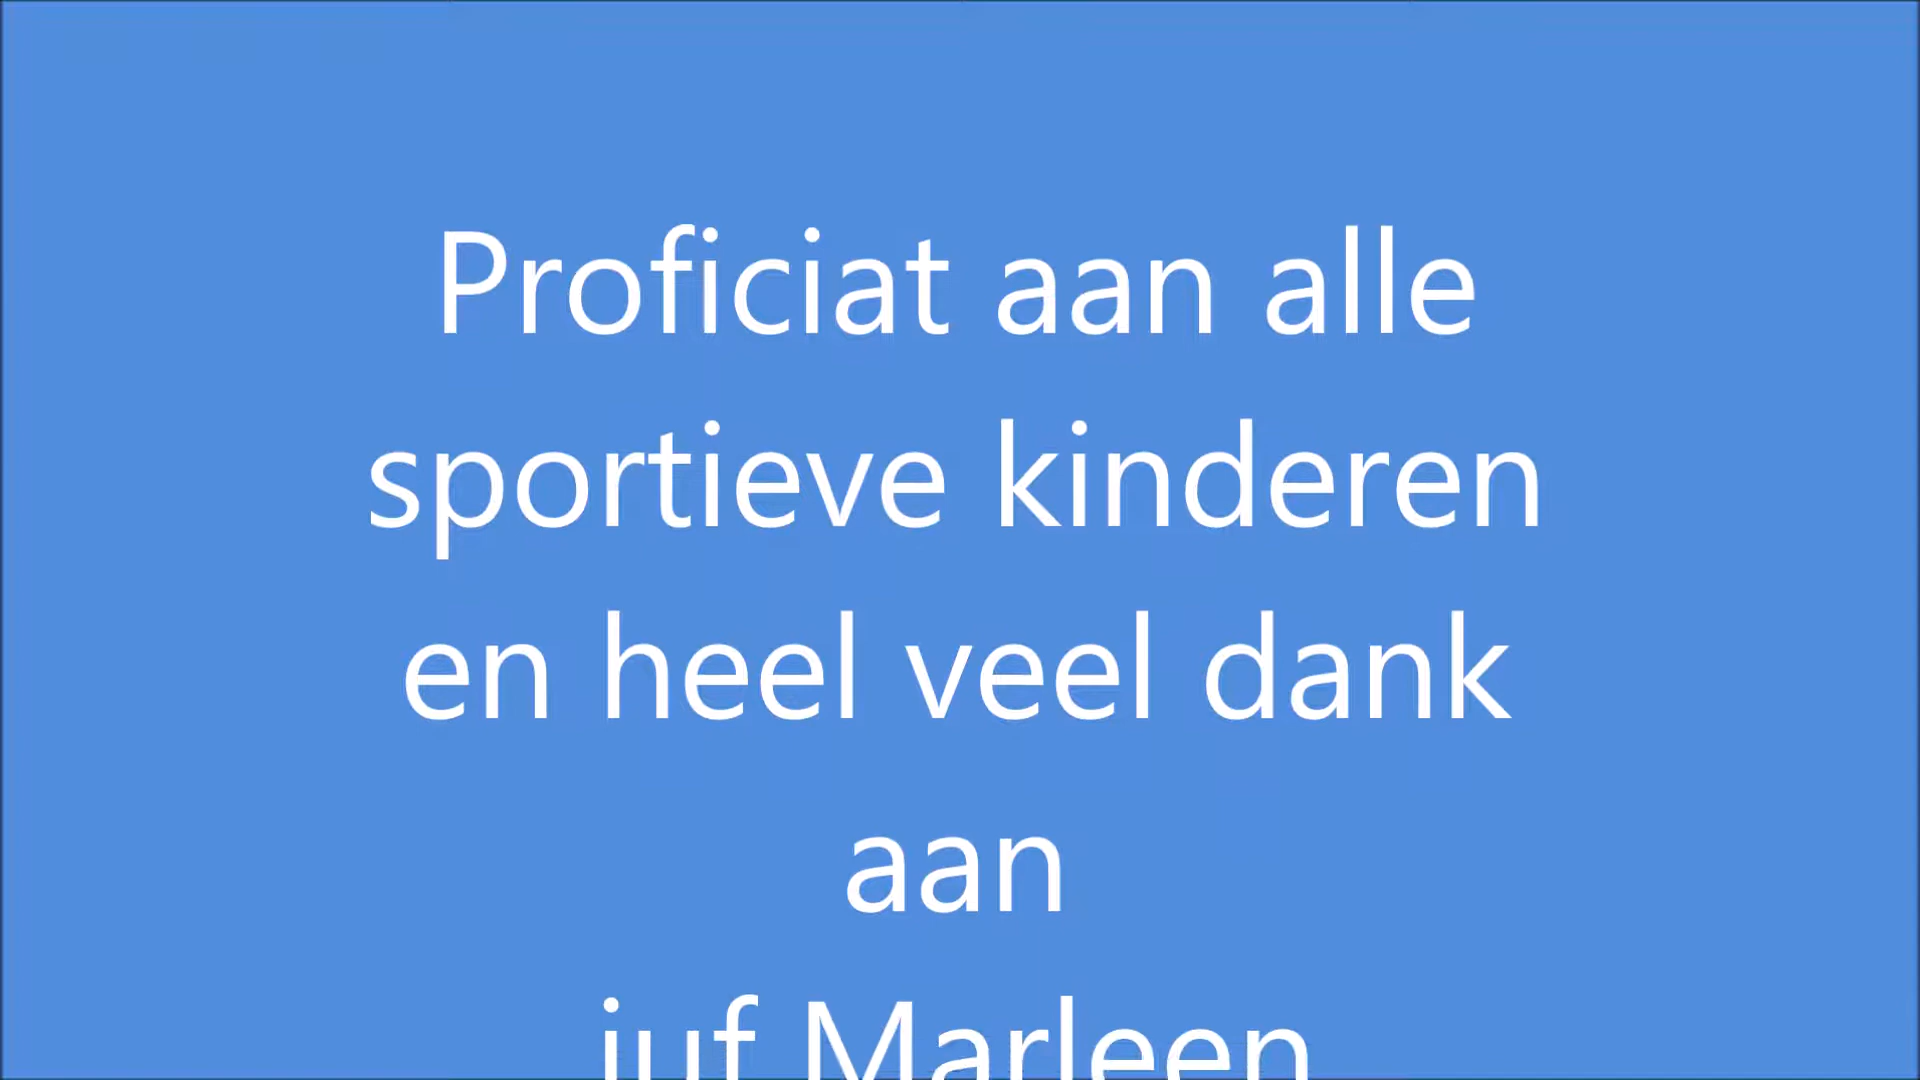 Proficiat aan alle
sportieve kinderen
en heel veel dank
aan
juf Marleen